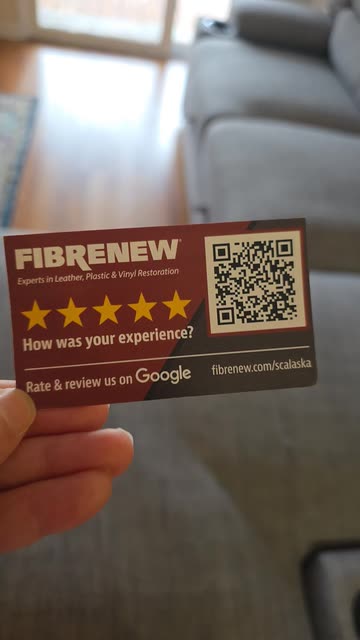 FIBRENEW
Experts in Leather, Plastic & Vinyl Restoration
How was your experience?
Rate & review us on Google
fibrenew.com/scalaska